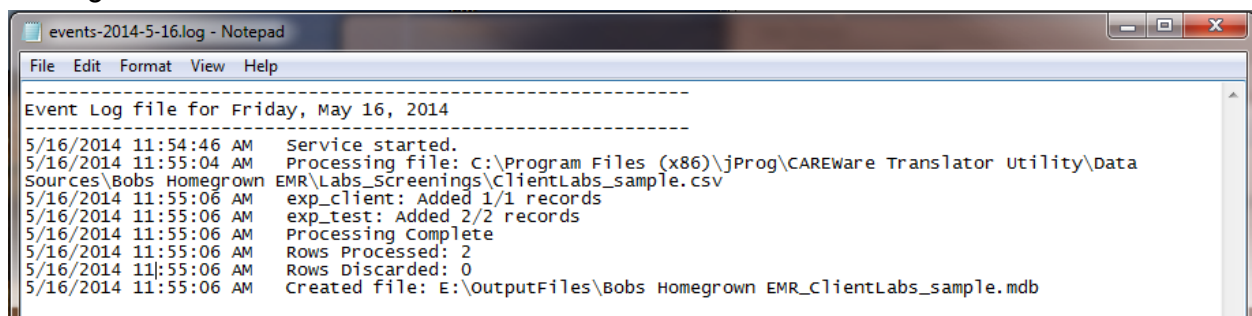 events-2014-5-16.log - Notepad
File Edit Format View Help
-------------------------------------------------------------
Event Log file for Friday, May 16, 2014
-------------------------------------------------------------
5/16/2014 11:54:46 AM   Service started.
5/16/2014 11:55:04 AM   Processing file: C:\Program Files (x86)\jProg\CAREWare Translator Utility\Data
Sources\Bobs Homegrown EMR\Labs_Screenings\ClientLabs_sample.csv
5/16/2014 11:55:06 AM   exp_client: Added 1/1 records
5/16/2014 11:55:06 AM   exp_test: Added 2/2 records
5/16/2014 11:55:06 AM   Processing Complete
5/16/2014 11:55:06 AM   Rows Processed: 2
5/16/2014 11:55:06 AM   Rows Discarded: 0
5/16/2014 11:55:06 AM   Created file: E:\OutputFiles\Bobs Homegrown EMR_ClientLabs_sample.mdb